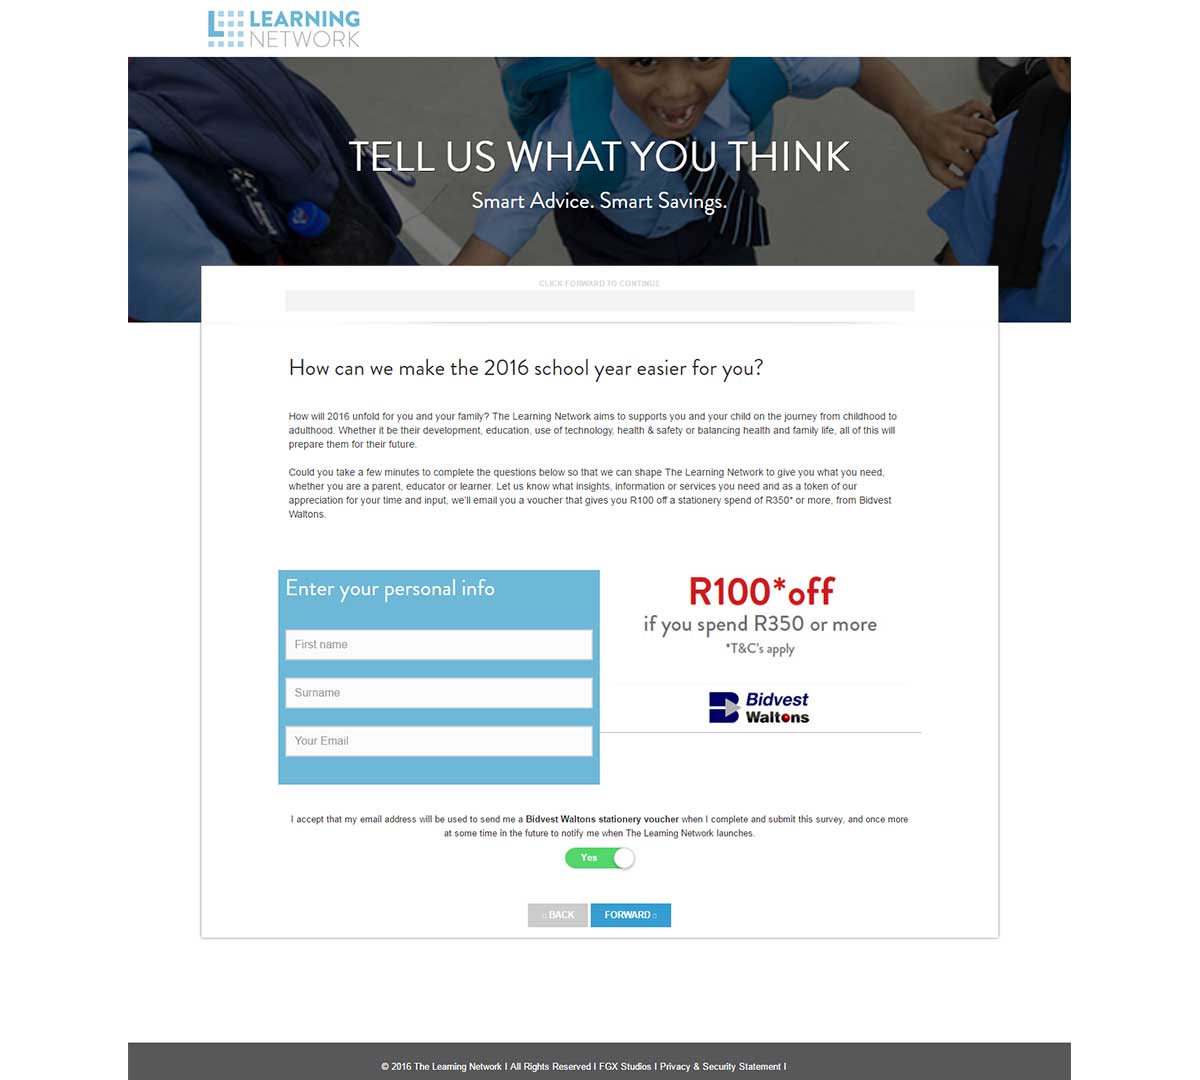 LEARNING
NETWORK
TELL US WHAT YOU THINK
Smart Advice. Smart Savings.
CLICK FORWARD TO CONTINUE
How can we make the 2016 school year easier for you?
How will 2016 unfold for you and your family? The Learning Network aims to supports you and your child on the journey from childhood to
adulthood. Whether it be their development, education, use of technology, health & safety or balancing health and family life, all of this will
prepare them for their future.
Could you take a few minutes to complete the questions below so that we can shape The Learning Network to give you what you need,
whether you are a parent, educator or learner. Let us know what insights, information or services you need and as a token of our
appreciation for your time and input, we'll email you a voucher that gives you R100 off a stationery spend of R350* or more, from Bidvest
Waltons.
Enter your personal info
First name
Surname
Your Email
R100*off
if you spend R350 or more
*T&C's apply
Bidvest
Waltons
I accept that my email address will be used to send me a Bidvest Waltons stationery voucher when I complete and submit this survey, and once more
at some time in the future to notify me when The Learning Network launches.
Yes
BACK
FORWARD
© 2016 The Learning Network I All Rights Reserved I FGX Studios I Privacy & Security Statement I